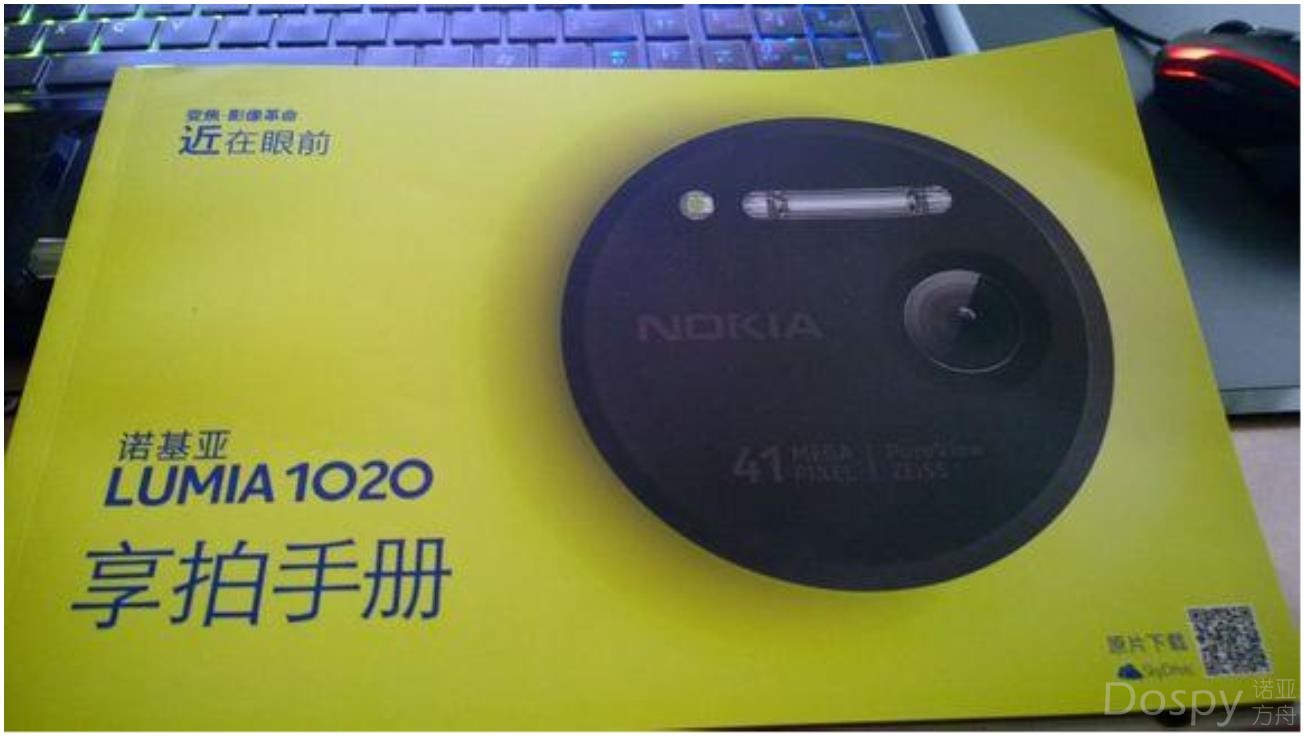 变焦·影像革命
近在眼前
NOKIA
41 MEGA PIXEL | PureView ZEISS
诺基亚
LUMIA 1020
享拍手册
原片下载
SkyDrive
Dospy 诺亚方舟